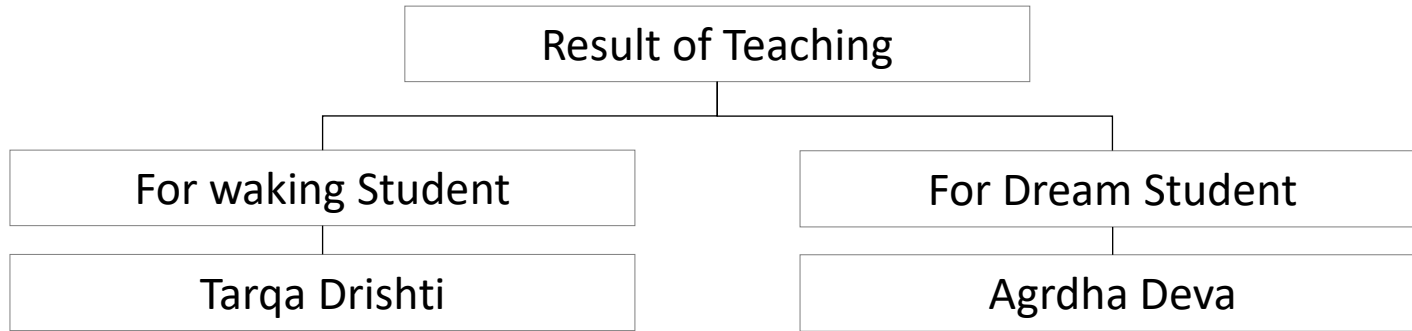 Result of Teaching
For waking Student
For Dream Student
Tarqa Drishti
Agrdha Deva